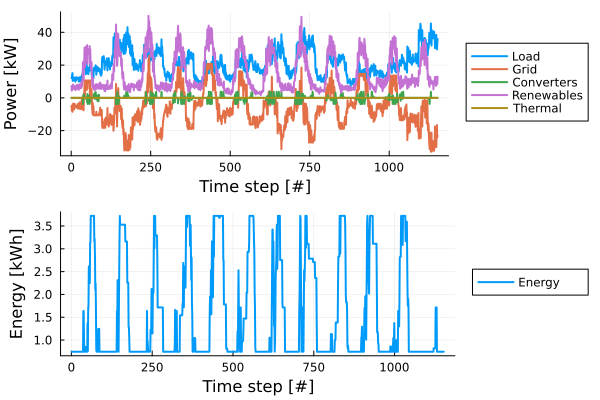 Power [kW]
40
20
0
−20
0
250
500
750
1000
Time step [#]
Load
Grid
Converters
Renewables
Thermal
Energy [kWh]
3.5
3.0
2.5
2.0
1.5
1.0
0
250
500
750
1000
Time step [#]
Energy